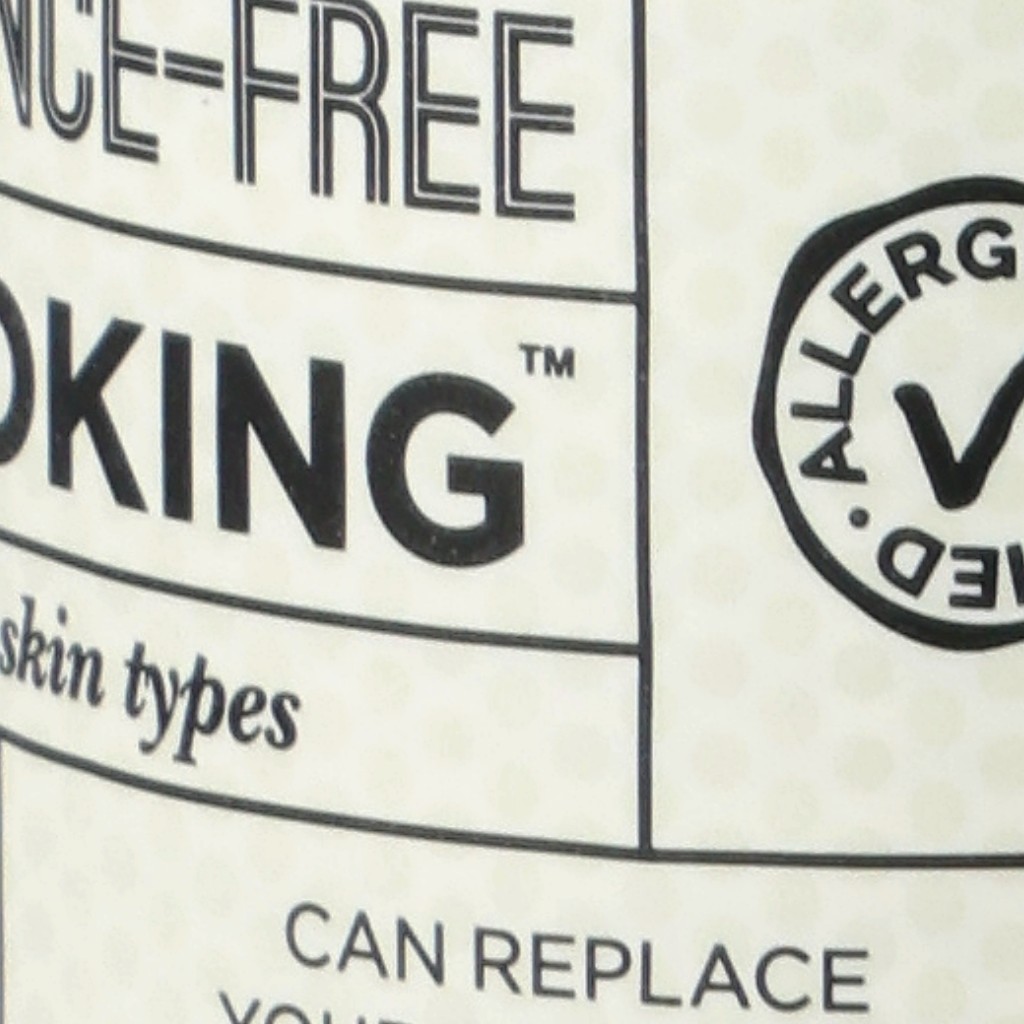 NCE-FREE
OKING™
skin types
ALLERG
IED
CAN REPLACE